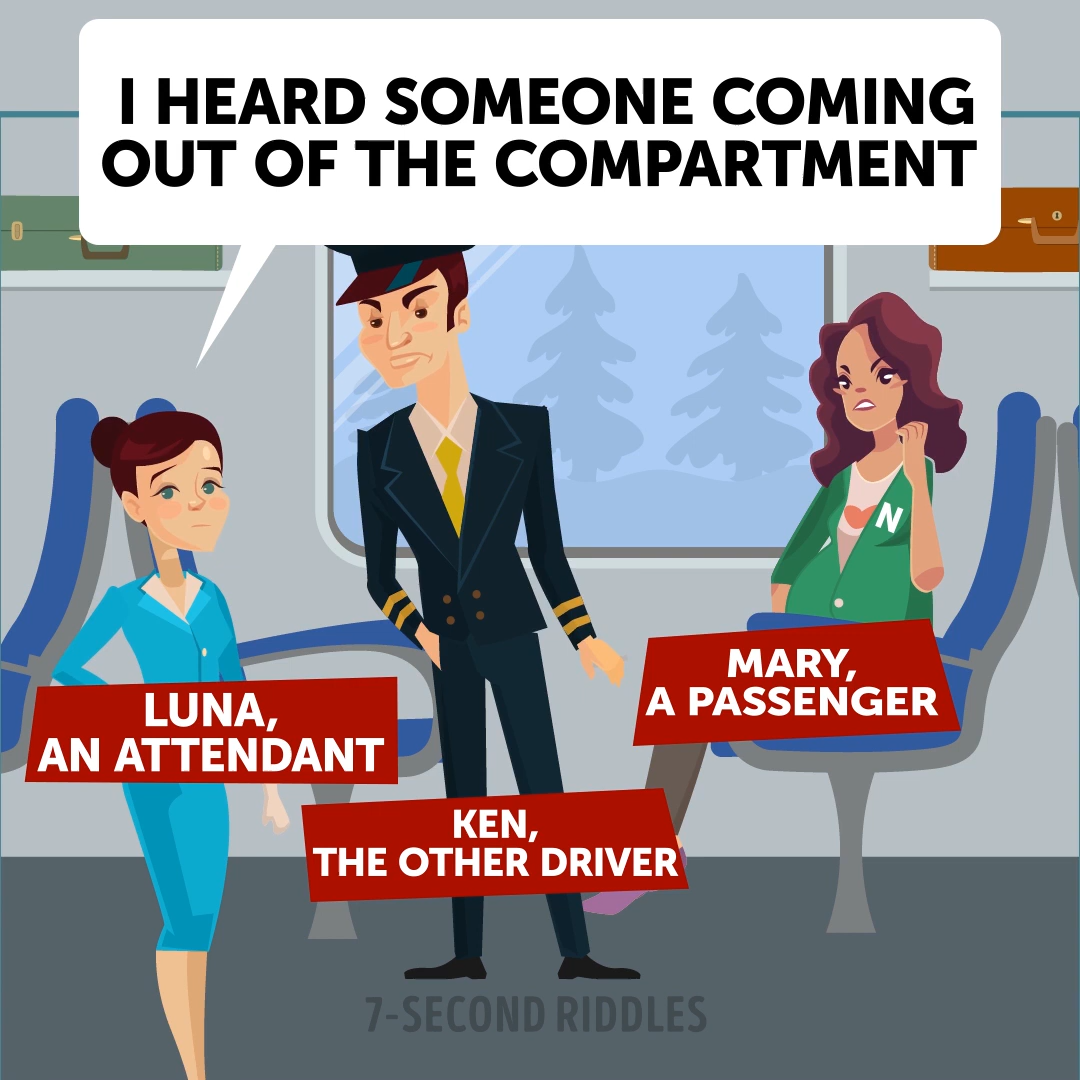 I HEARD SOMEONE COMING
OUT OF THE COMPARTMENT
N
MARY,
A PASSENGER
LUNA,
AN ATTENDANT
KEN,
THE OTHER DRIVER
7-SECOND RIDDLES